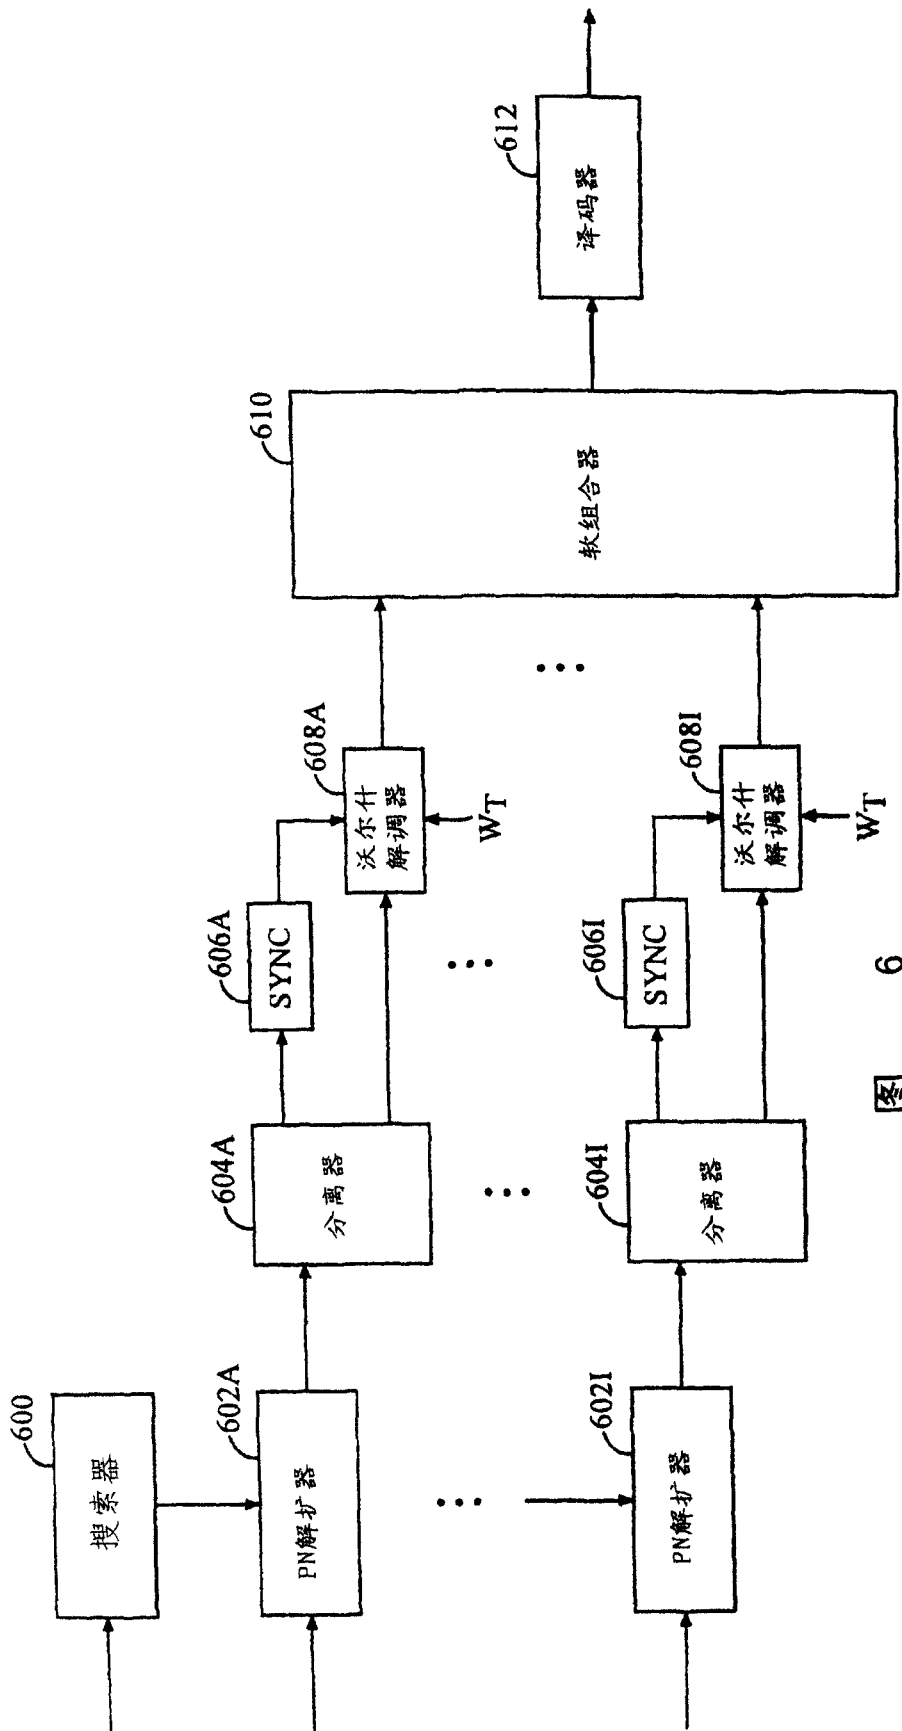 600
搜索器
602A
PN解扩器
604A
分离器
606A
SYNC
608A
沃尔什
解调器
WT
602I
PN解扩器
604I
分离器
606I
SYNC
608I
沃尔什
解调器
WT
610
软组合器
612
译码器
图 6